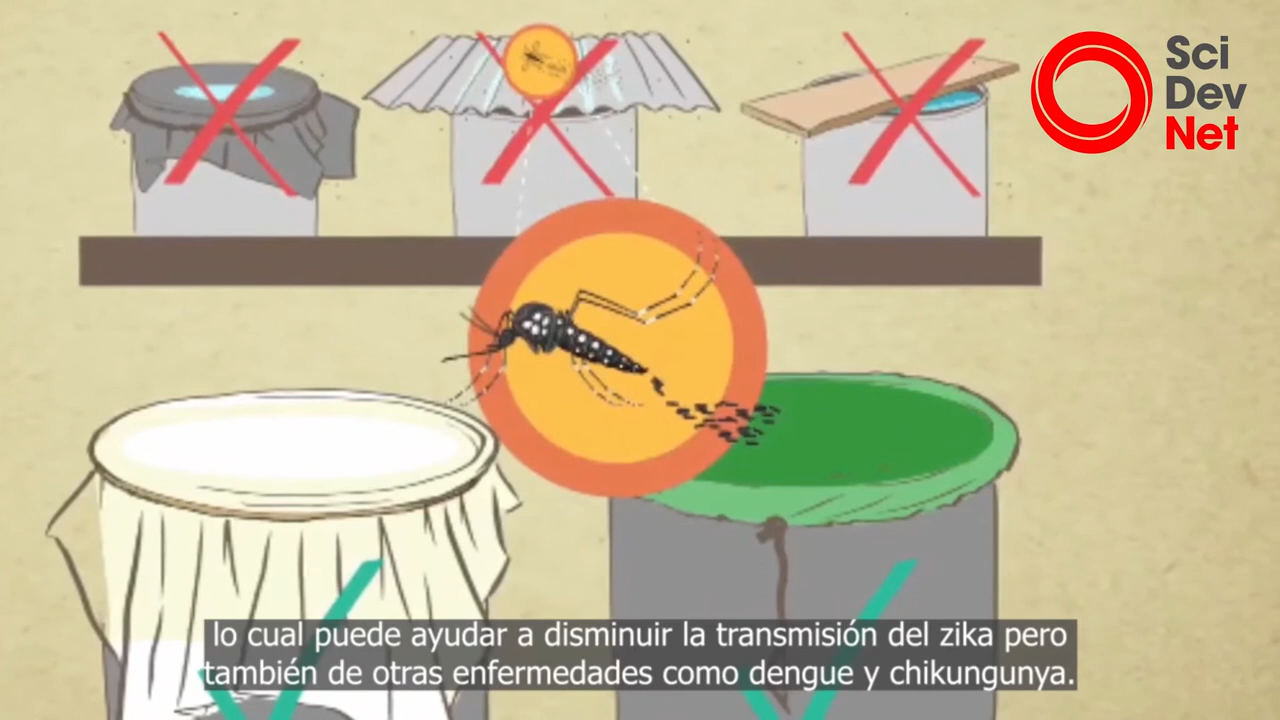 Sci
Dev
Net
lo cual puede ayudar a disminuir la transmisión del zika pero
también de otras enfermedades como dengue y chikungunya.